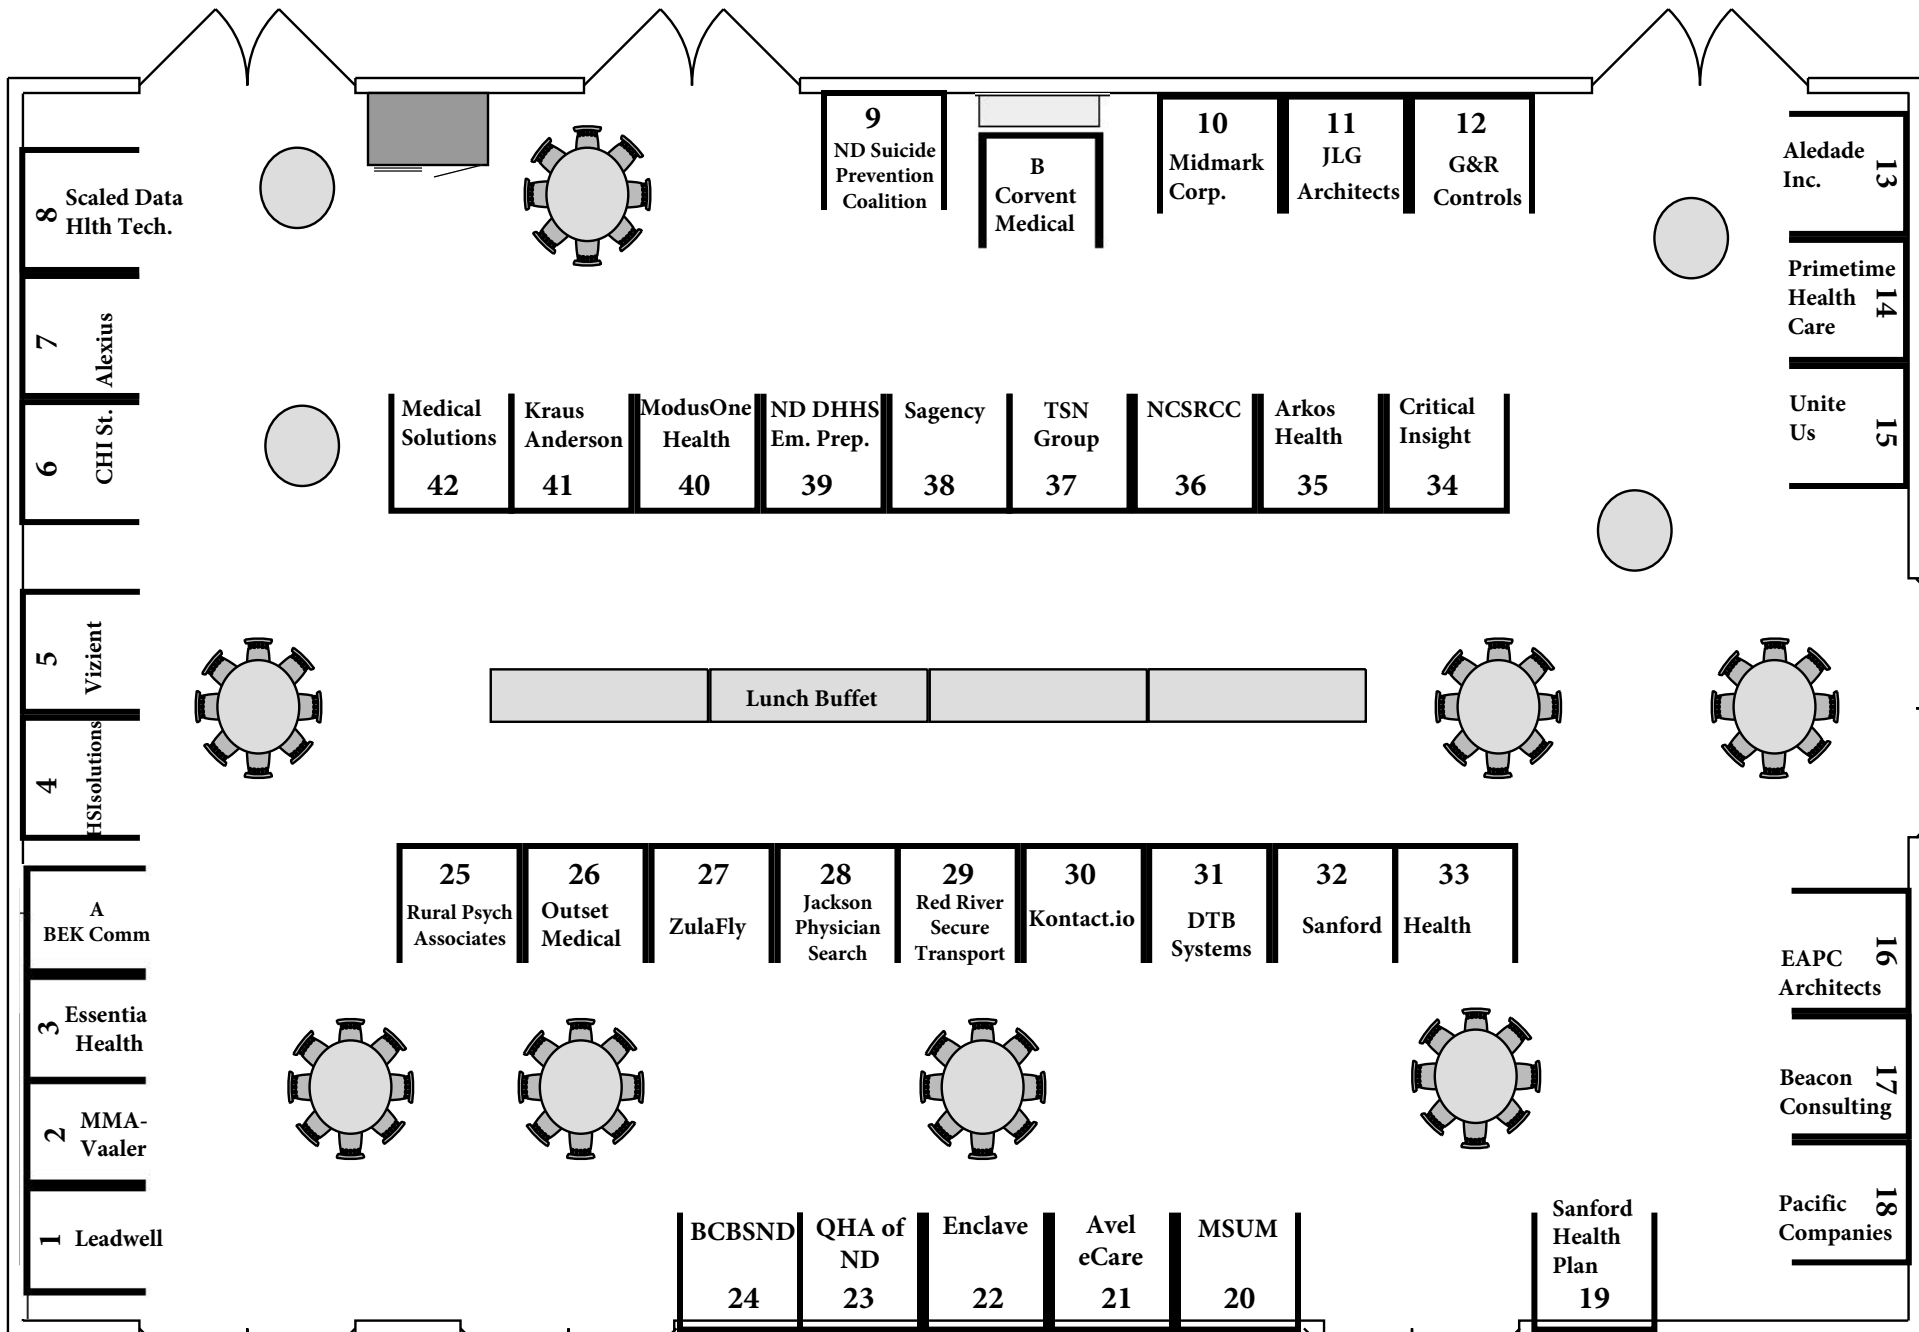 9
ND Suicide
Prevention
Coalition
B
Corvent
Medical
10
Midmark
Corp.
11
JLG
Architects
12
G&R
Controls
13
Aledade
Inc.
14
Primetime
Health
Care
15
Unite
Us
8
Scaled Data
Hlth Tech.
7
6
CHI St. Alexius
5
Vizient
4
HSIsolutions
Medical
Solutions
42
Kraus
Anderson
41
ModusOne
Health
40
ND DHHS
Em. Prep.
39
Sagency
38
TSN
Group
37
NCSRCC
36
Arkos
Health
35
Critical
Insight
34
Lunch Buffet
25
Rural Psych
Associates
26
Outset
Medical
27
ZulaFly
28
Jackson
Physician
Search
29
Red River
Secure
Transport
30
Kontact.io
31
DTB
Systems
32
33
Sanford Health
A
BEK Comm
3
Essentia
Health
2
MMA-
Vaaler
1
Leadwell
16
EAPC
Architects
17
Beacon
Consulting
18
Pacific
Companies
BCBSND
24
QHA of
ND
23
Enclave
22
Avel
eCare
21
MSUM
20
Sanford
Health
Plan
19